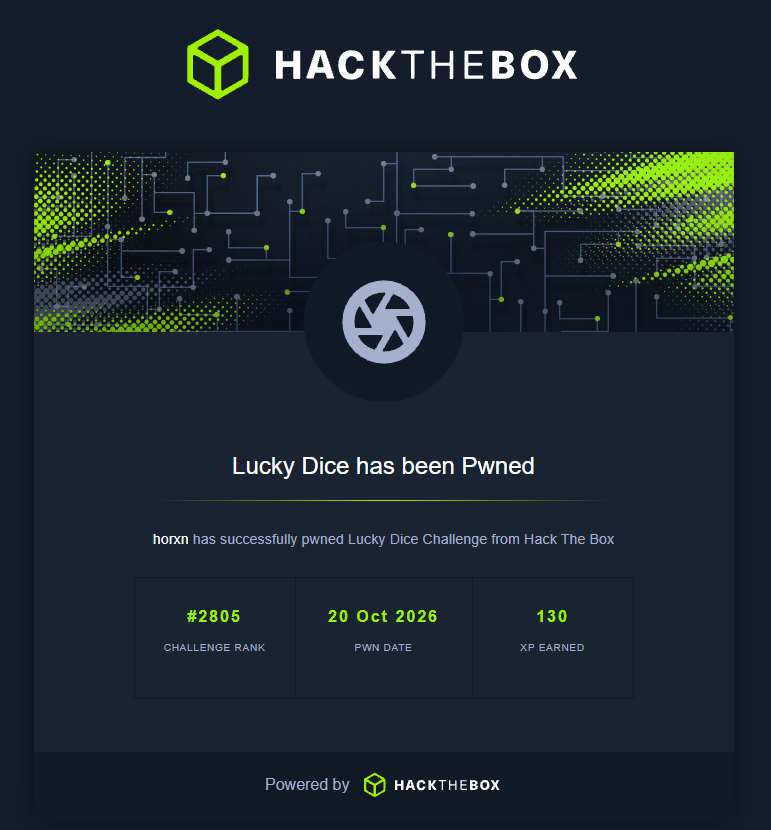 HACKTHEBOX
Lucky Dice has been Pwned
horxn has successfully pwned Lucky Dice Challenge from Hack The Box
#2805
CHALLENGE RANK
20 Oct 2026
PWN DATE
130
XP EARNED
Powered by HACKTHEBOX